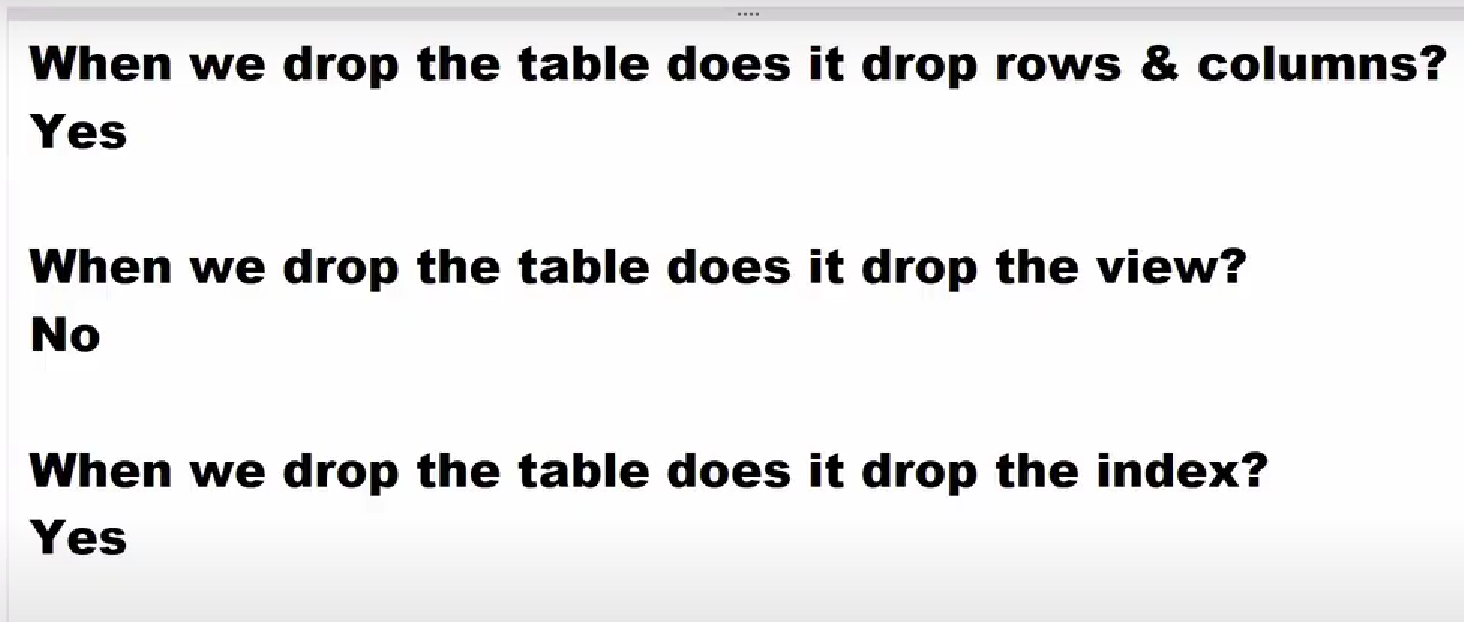 When we drop the table does it drop rows & columns?
Yes
When we drop the table does it drop the view?
No
When we drop the table does it drop the index?
Yes